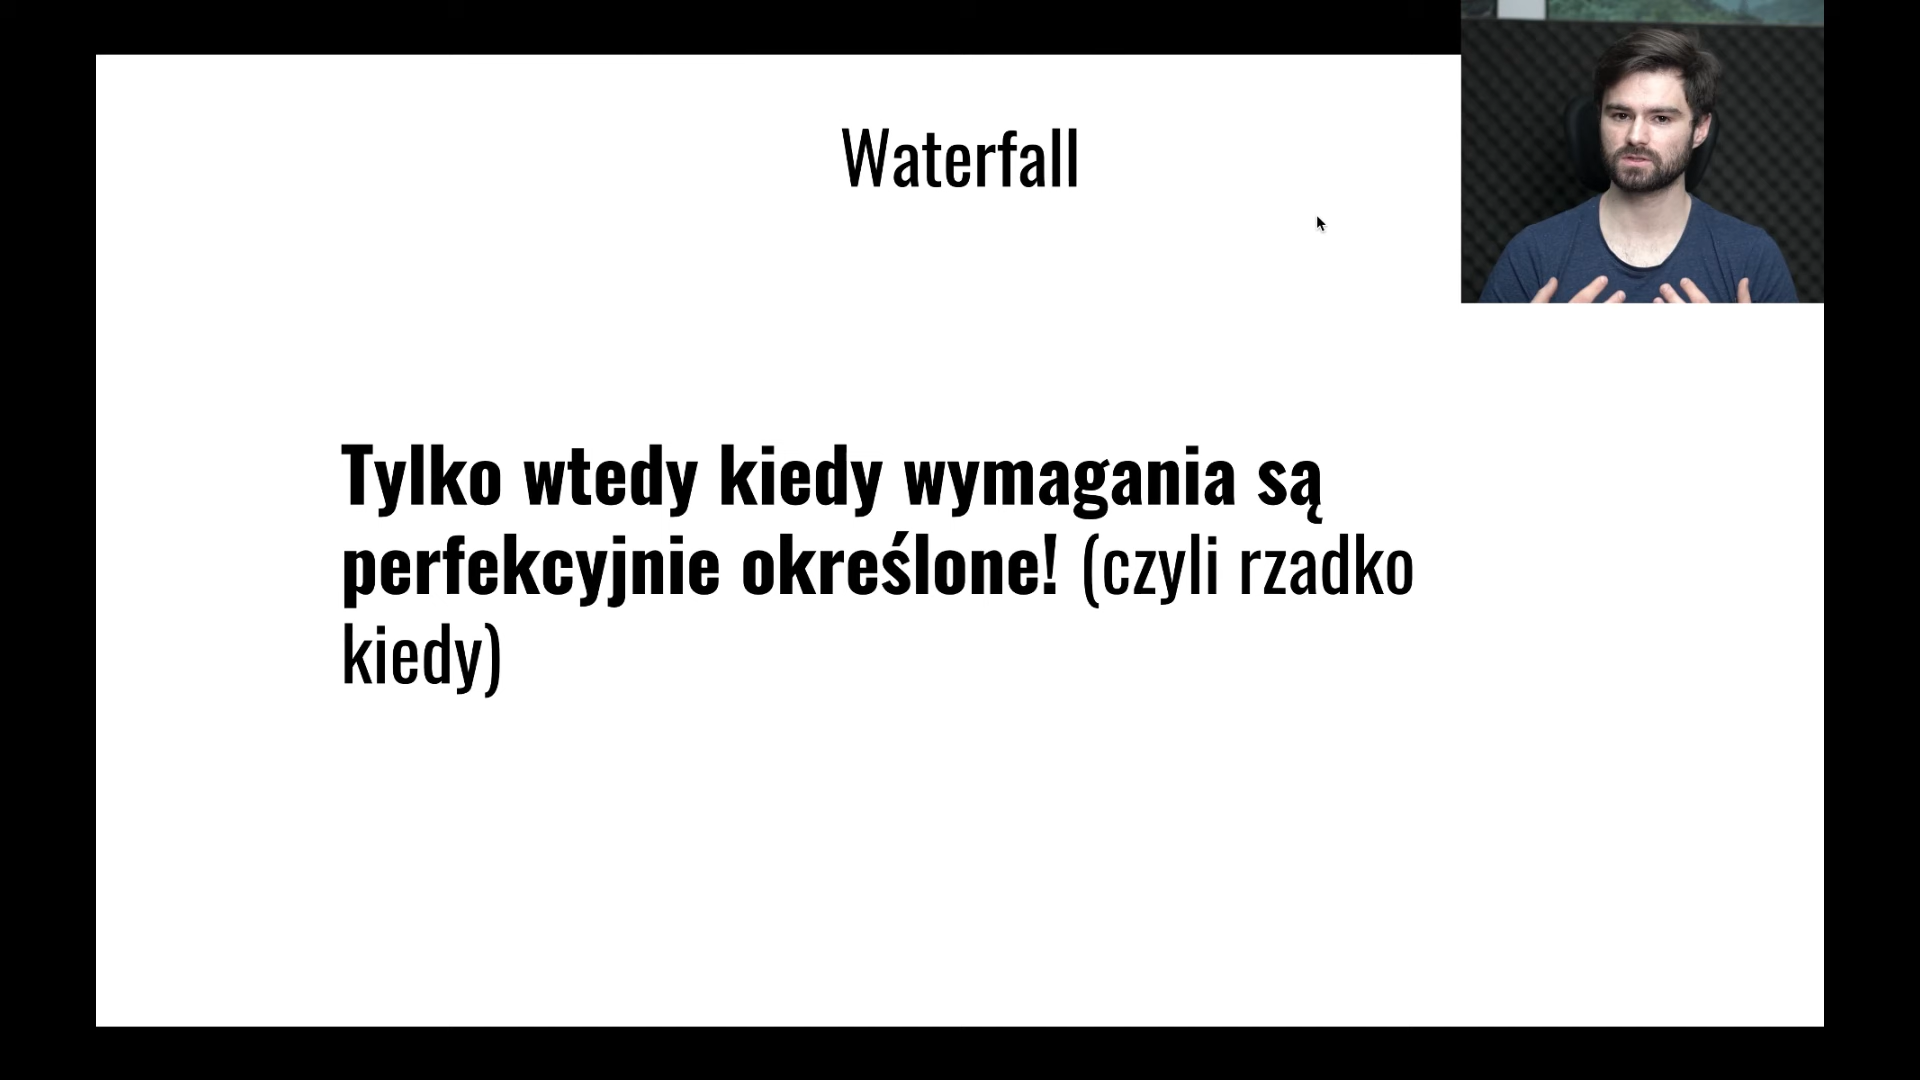 Waterfall
Tylko wtedy kiedy wymagania są
perfekcyjnie określone! (czyli rzadko
kiedy)